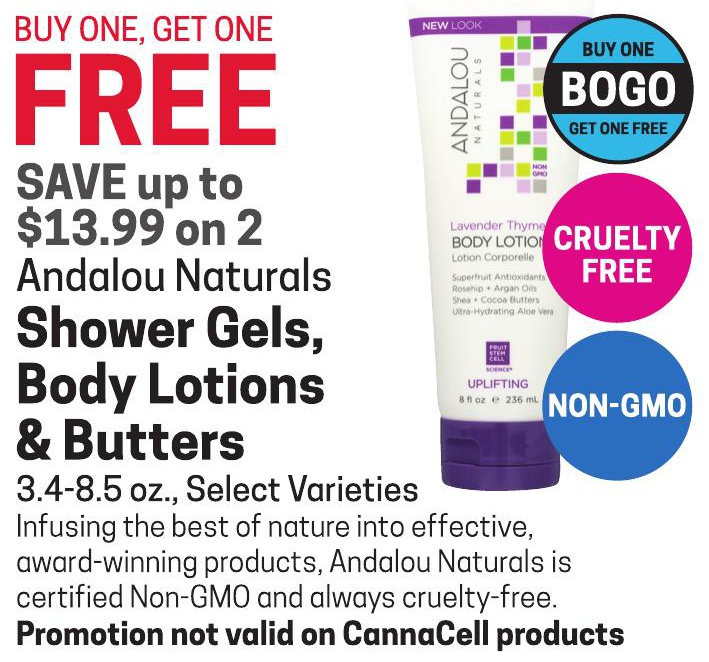 BUY ONE, GET ONE
FREE
SAVE up to
$13.99 on 2
Andalou Naturals
Shower Gels,
Body Lotions
& Butters
3.4-8.5 oz., Select Varieties
Infusing the best of nature into effective,
award-winning products, Andalou Naturals is
certified Non-GMO and always cruelty-free.
Promotion not valid on CannaCell products
NEW LOOK
ANDALOU
NATURALS
NON
GMO
Lavender Thyme
BODY LOTION
Lotion Corporelle
Superfruit Antioxidants
Rosehip + Argan Oils
Shea + Cocoa Butters
Ultra-Hydrating Aloe Vera
FRUIT
STEM
CELL
SCIENCE®
UPLIFTING
8 fl oz e 236 mL
BUY ONE
BOGO
GET ONE FREE
CRUELTY
FREE
NON-GMO